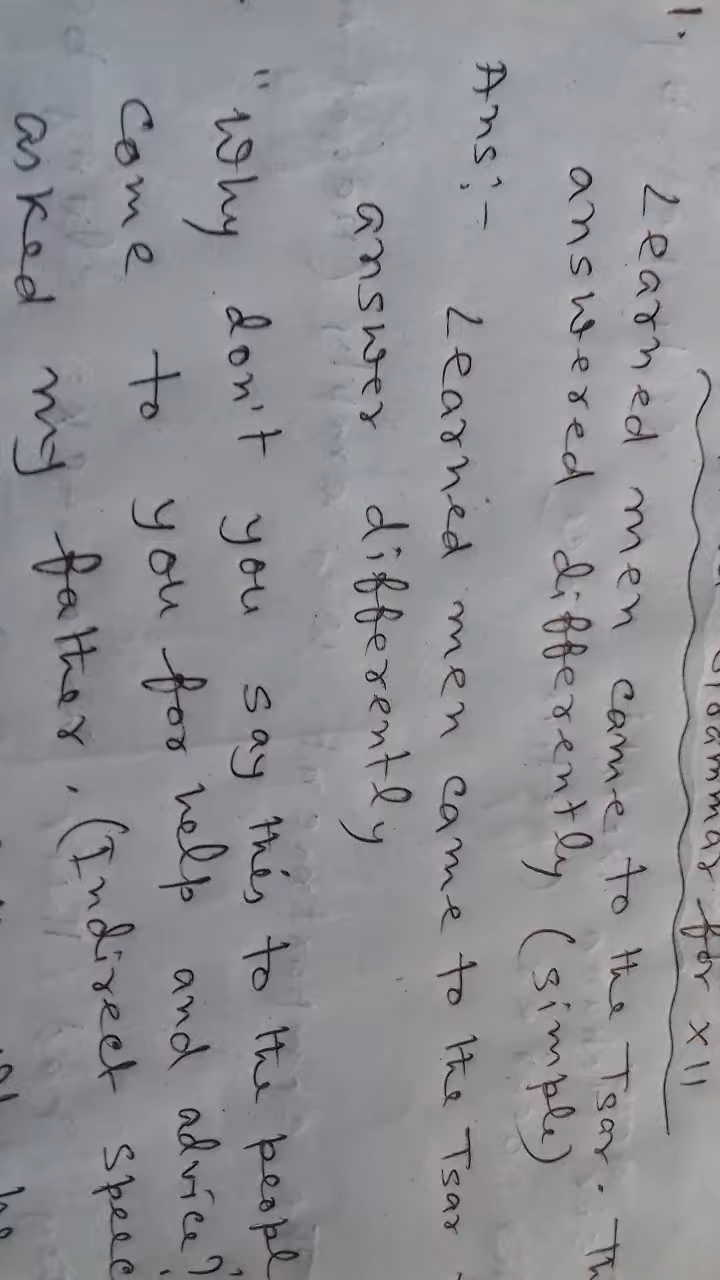 Grammar for XII
1.
Learned men came to the Tsar. Th
answered differently (simple)
Ans:- Learned men came to the Tsar
answer differently
"Why don't you say this to the peopl
come to you for help and advice?"
asked my father. (Indirect speec